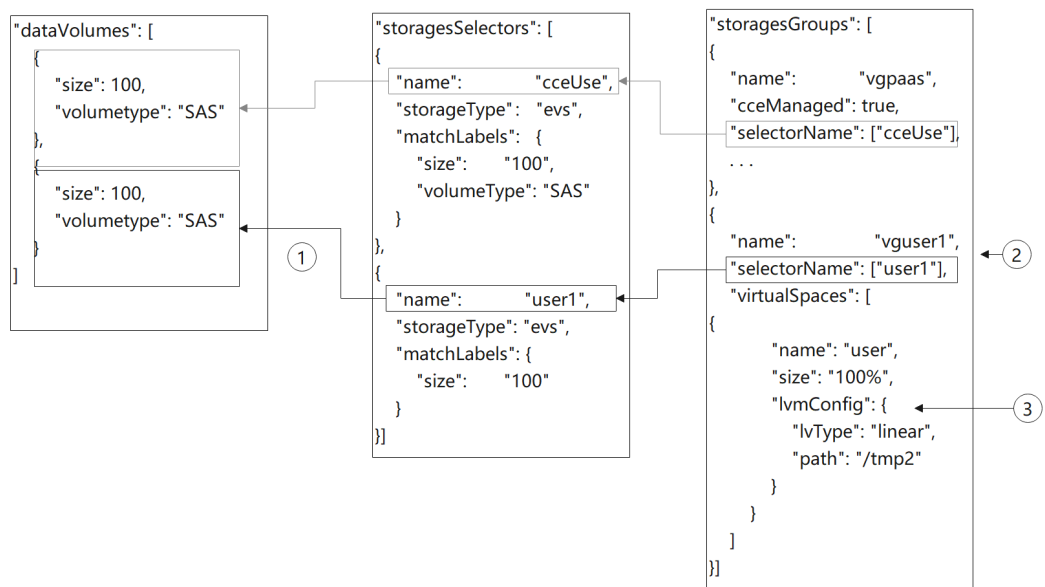 "dataVolumes": [
{
"size": 100,
"volumetype": "SAS"
},
{
"size": 100,
"volumetype": "SAS"
}
]
"storagesSelectors": [
{
"name": "cceUse",
"storageType": "evs",
"matchLabels": {
"size": "100",
"volumeType": "SAS"
}
},
{
"name": "user1",
"storageType": "evs",
"matchLabels": {
"size": "100"
}
}]
"storagesGroups": [
{
"name": "vgpaas",
"cceManaged": true,
"selectorName": ["cceUse"],
. . .
},
{
"name": "vguser1",
"selectorName": ["user1"],
"virtualSpaces": [
{
"name": "user",
"size": "100%",
"lvmConfig": {
"lvType": "linear",
"path": "/tmp2"
}
}
]
}]
1
2
3